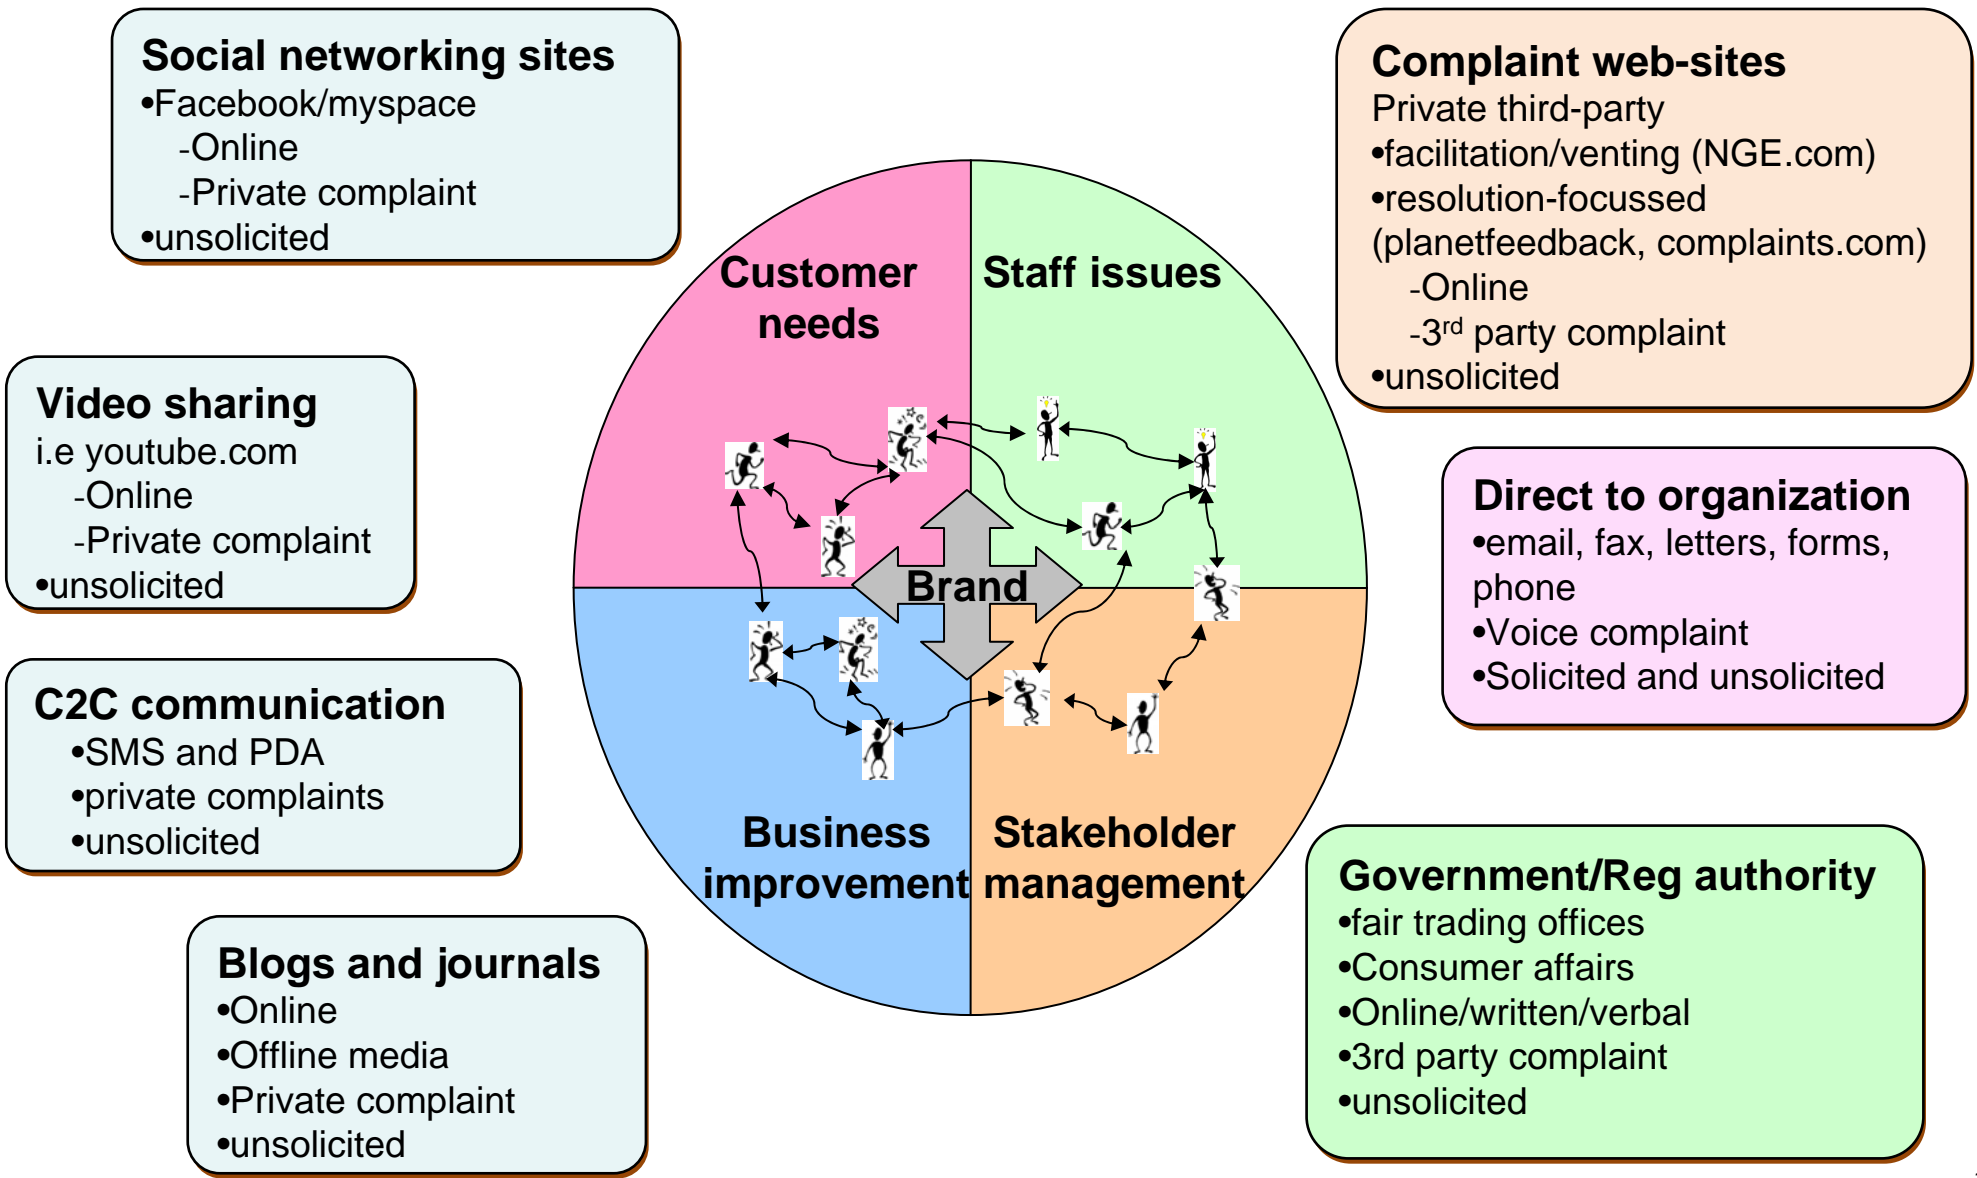 Social networking sites
•Facebook/myspace
-Online
-Private complaint
•unsolicited
Complaint web-sites
Private third-party
•facilitation/venting (NGE.com)
•resolution-focussed
(planetfeedback, complaints.com)
-Online
-3rd party complaint
•unsolicited
Video sharing
i.e youtube.com
-Online
-Private complaint
•unsolicited
Customer
needs
Staff issues
Brand
Business
improvement
Stakeholder
management
Direct to organization
•email, fax, letters, forms,
phone
•Voice complaint
•Solicited and unsolicited
C2C communication
•SMS and PDA
•private complaints
•unsolicited
Blogs and journals
•Online
•Offline media
•Private complaint
•unsolicited
Government/Reg authority
•fair trading offices
•Consumer affairs
•Online/written/verbal
•3rd party complaint
•unsolicited